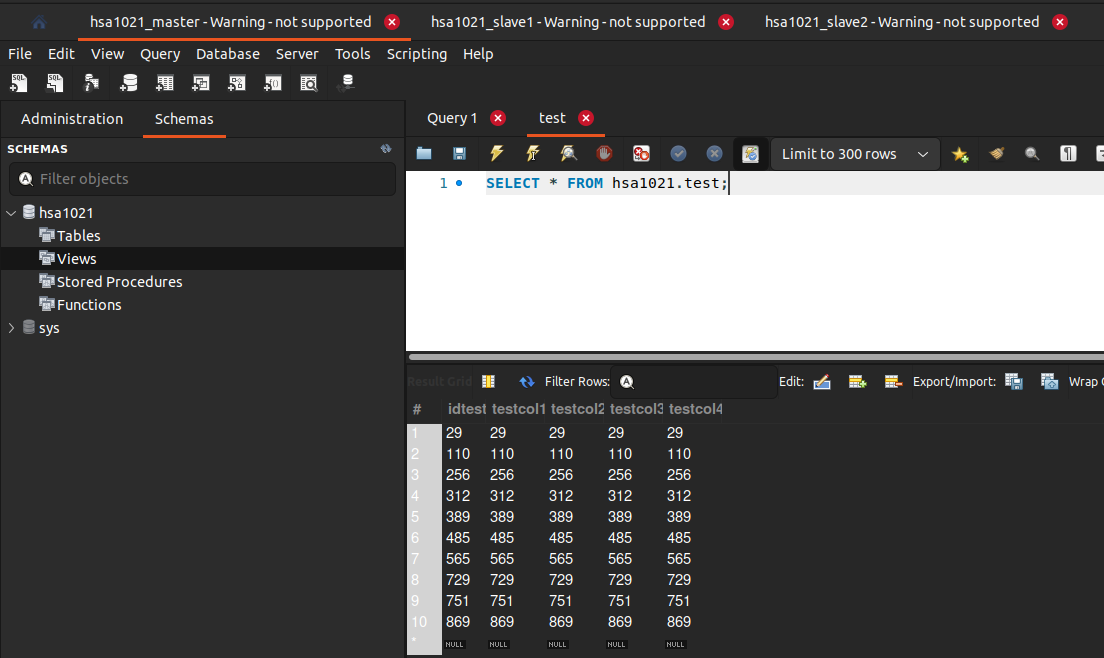 hsa1021_master - Warning - not supported hsa1021_slave1 - Warning - not supported hsa1021_slave2 - Warning - not supported
File Edit View Query Database Server Tools Scripting Help
Administration Schemas
SCHEMAS
Filter objects
hsa1021
Tables
Views
Stored Procedures
Functions
sys
Query 1 test
Limit to 300 rows
1 SELECT * FROM hsa1021.test;
Result Grid Filter Rows: Edit: Export/Import: Wrap C
# idtest testcol1 testcol2 testcol3 testcol4
1 29 29 29 29 29
2 110 110 110 110 110
3 256 256 256 256 256
4 312 312 312 312 312
5 389 389 389 389 389
6 485 485 485 485 485
7 565 565 565 565 565
8 729 729 729 729 729
9 751 751 751 751 751
10 869 869 869 869 869
* NULL NULL NULL NULL NULL